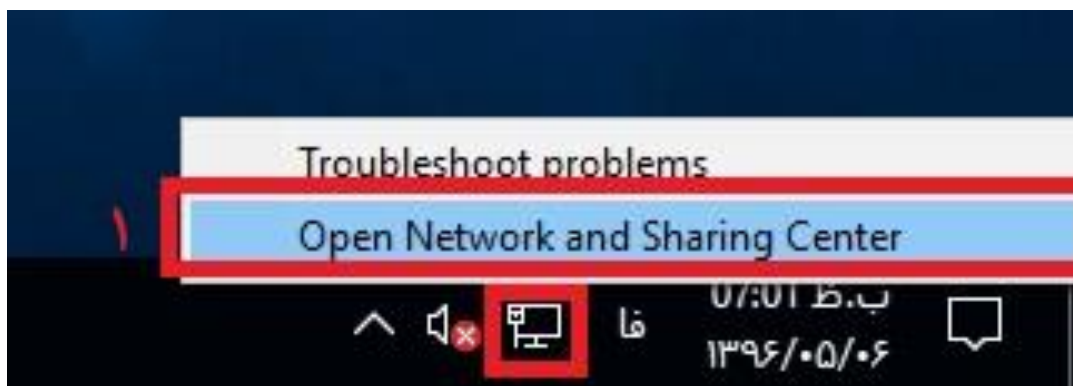 Troubleshoot problems
۱
Open Network and Sharing Center
فا
07:01 ب.ظ
۱۳۹۶/۰۵/۰۶